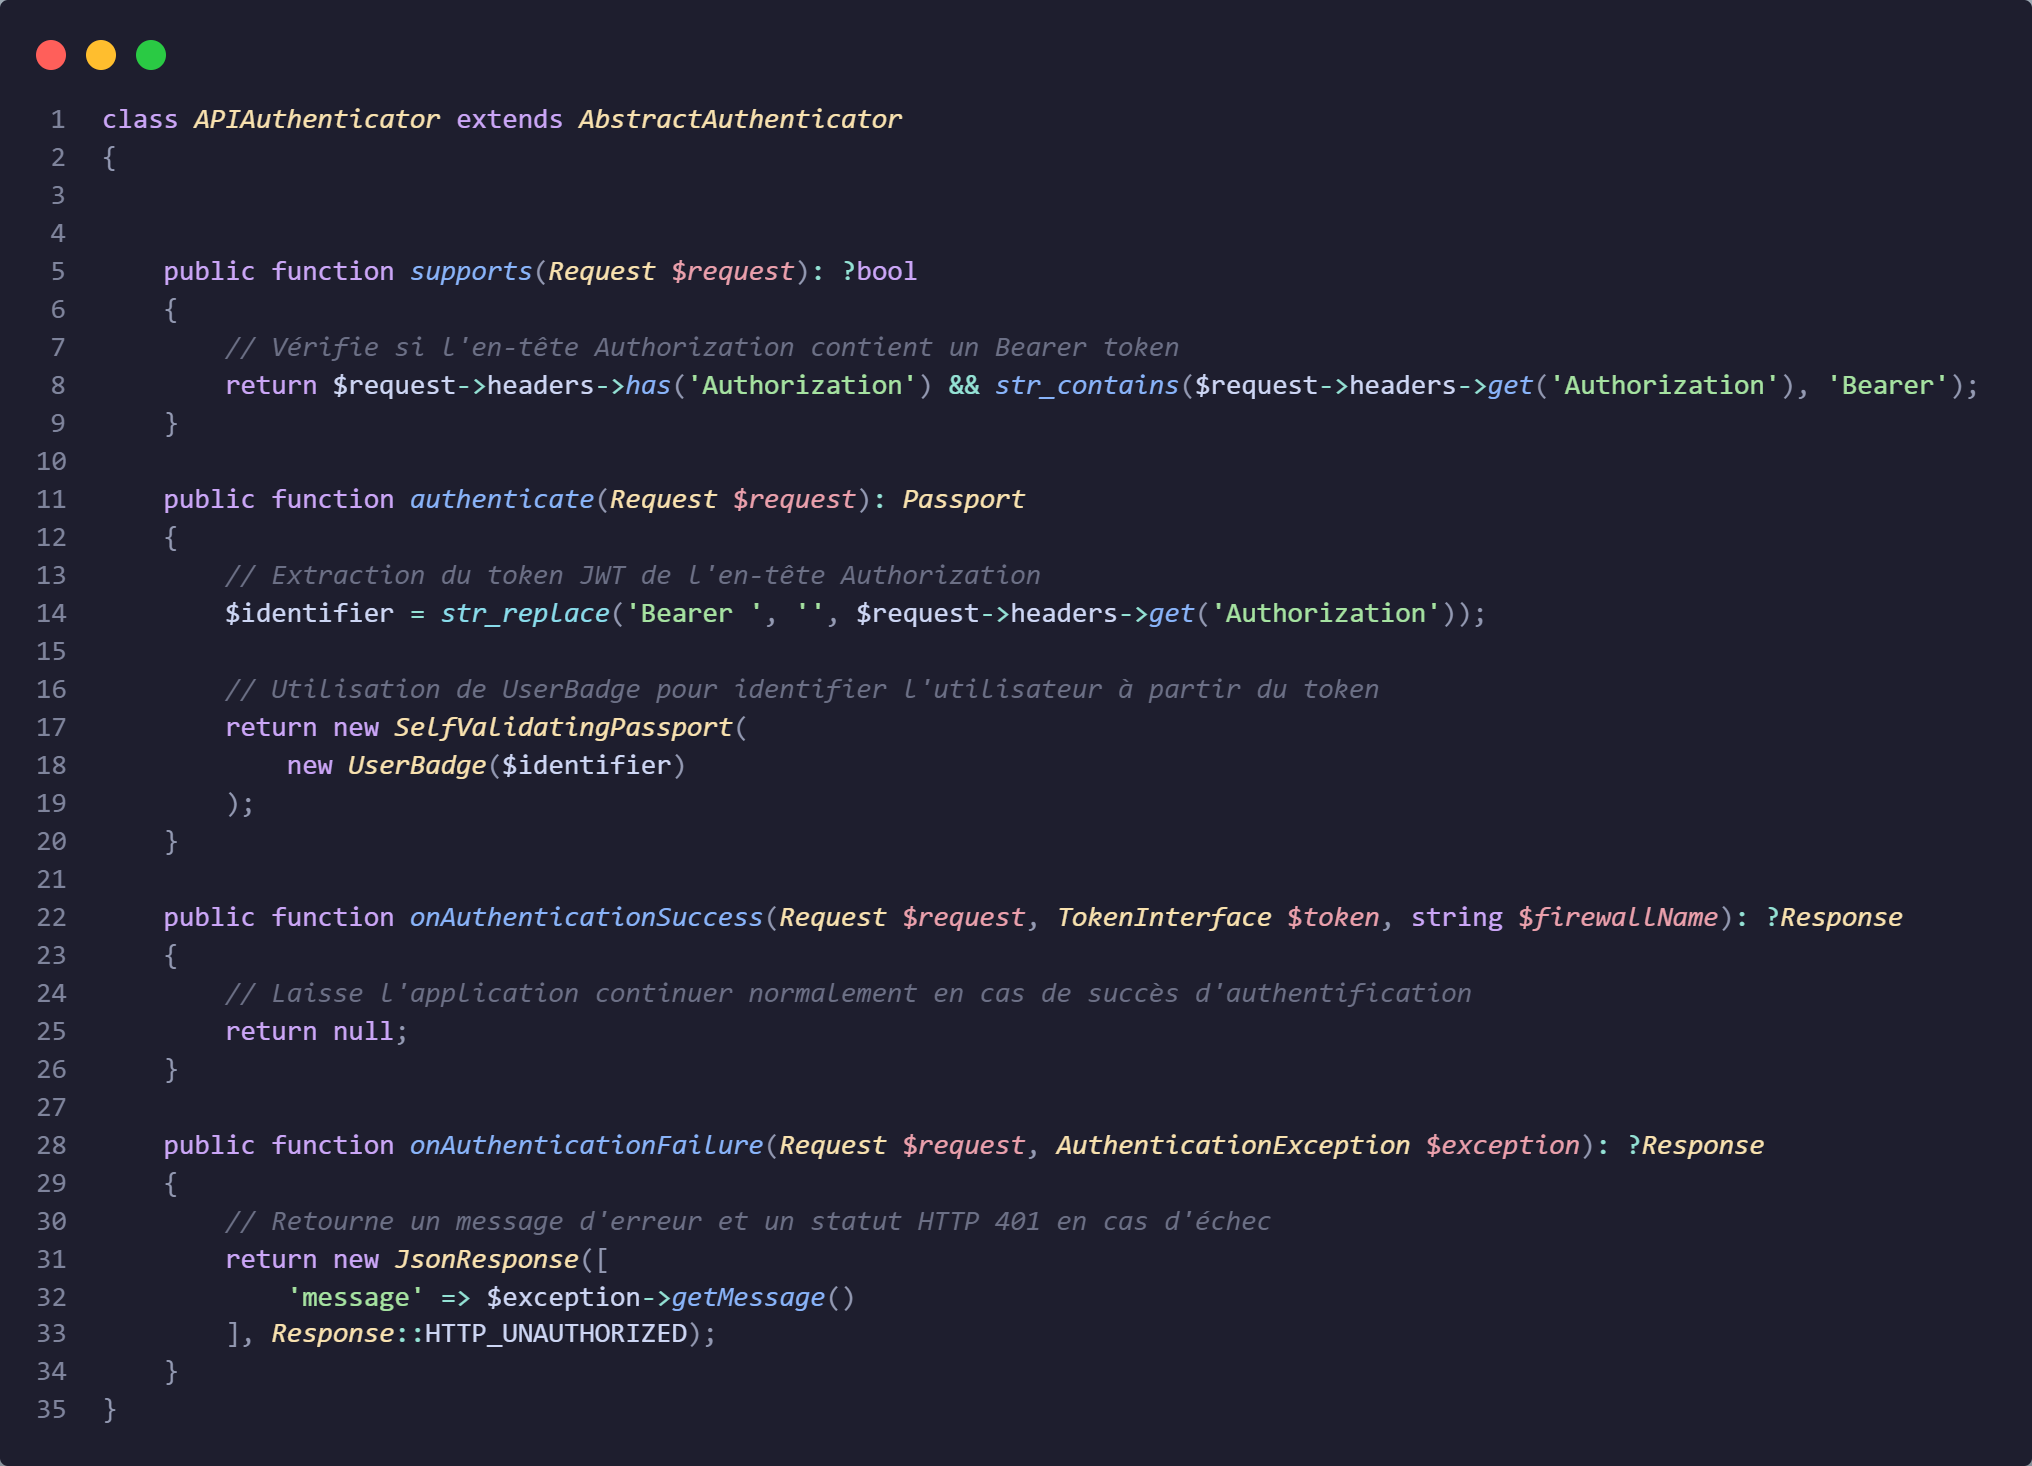 1 class APIAuthenticator extends AbstractAuthenticator
2 {
3
4
5     public function supports(Request $request): ?bool
6     {
7         // Vérifie si l'en-tête Authorization contient un Bearer token
8         return $request->headers->has('Authorization') && str_contains($request->headers->get('Authorization'), 'Bearer');
9     }
10
11     public function authenticate(Request $request): Passport
12     {
13         // Extraction du token JWT de l'en-tête Authorization
14         $identifier = str_replace('Bearer ', '', $request->headers->get('Authorization'));
15
16         // Utilisation de UserBadge pour identifier l'utilisateur à partir du token
17         return new SelfValidatingPassport(
18             new UserBadge($identifier)
19         );
20     }
21
22     public function onAuthenticationSuccess(Request $request, TokenInterface $token, string $firewallName): ?Response
23     {
24         // Laisse l'application continuer normalement en cas de succès d'authentification
25         return null;
26     }
27
28     public function onAuthenticationFailure(Request $request, AuthenticationException $exception): ?Response
29     {
30         // Retourne un message d'erreur et un statut HTTP 401 en cas d'échec
31         return new JsonResponse([
32             'message' => $exception->getMessage()
33         ], Response::HTTP_UNAUTHORIZED);
34     }
35 }